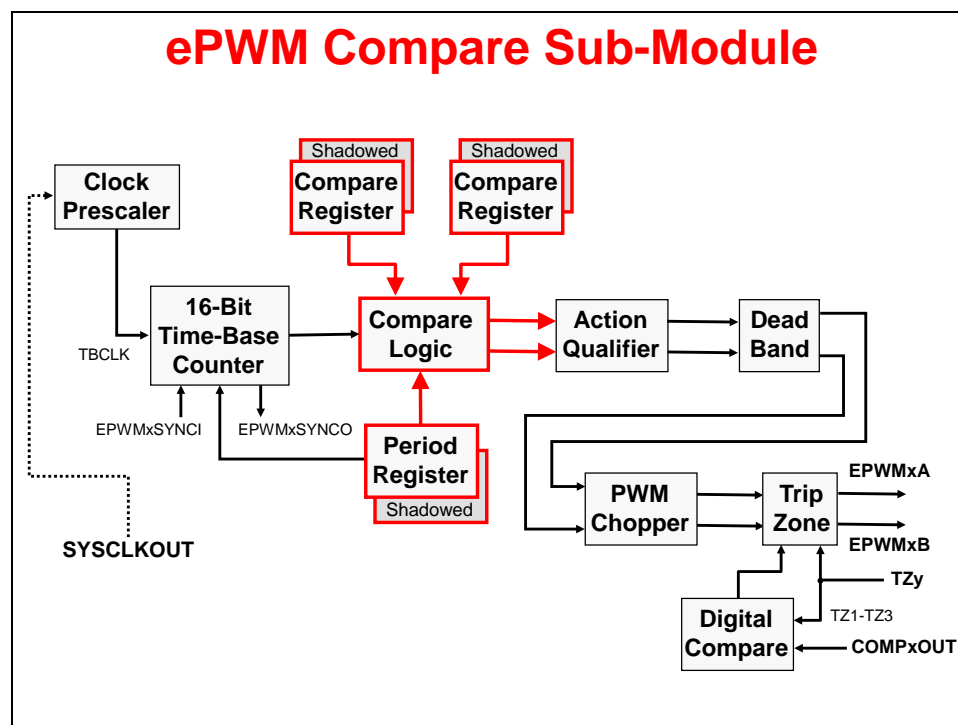 ePWM Compare Sub-Module
Shadowed
Compare
Register
Shadowed
Compare
Register
Clock
Prescaler
16-Bit
Time-Base
Counter
TBCLK
Compare
Logic
Action
Qualifier
Dead
Band
EPWMxSYNCI
EPWMxSYNCO
Period
Register
Shadowed
SYSCLKOUT
PWM
Chopper
Trip
Zone
EPWMxA
EPWMxB
TZy
TZ1-TZ3
Digital
Compare
COMPxOUT